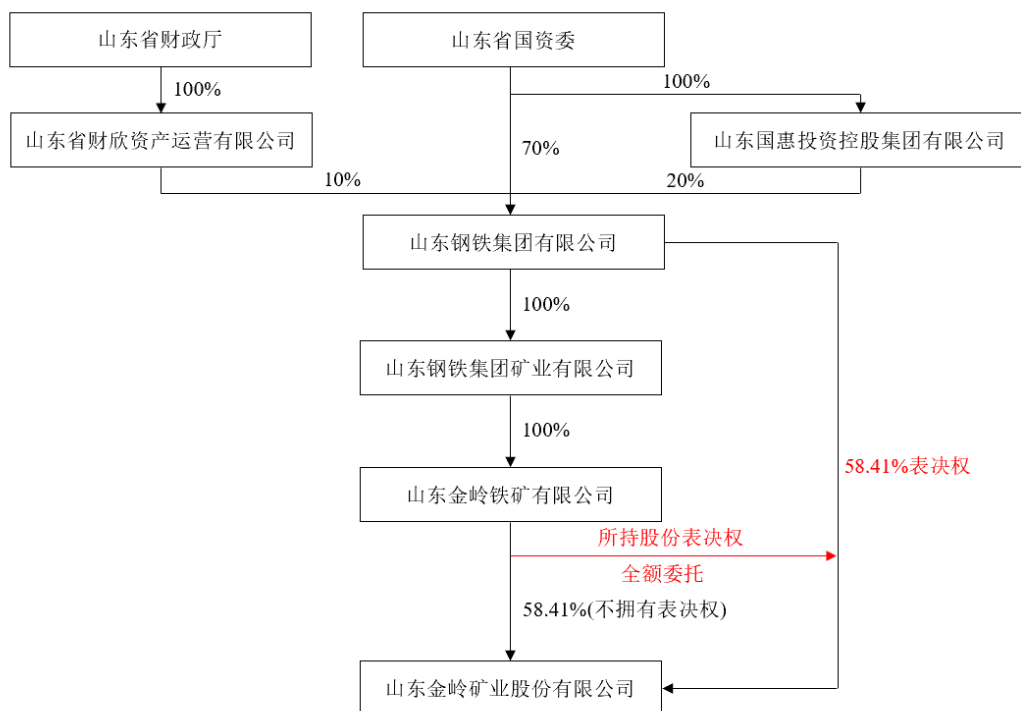 山东省财政厅
山东省国资委
100%
100%
山东省财欣资产运营有限公司
山东国惠投资控股集团有限公司
70%
10%
20%
山东钢铁集团有限公司
100%
山东钢铁集团矿业有限公司
100%
58.41%表决权
山东金岭铁矿有限公司
所持股份表决权
全额委托
58.41%(不拥有表决权)
山东金岭矿业股份有限公司